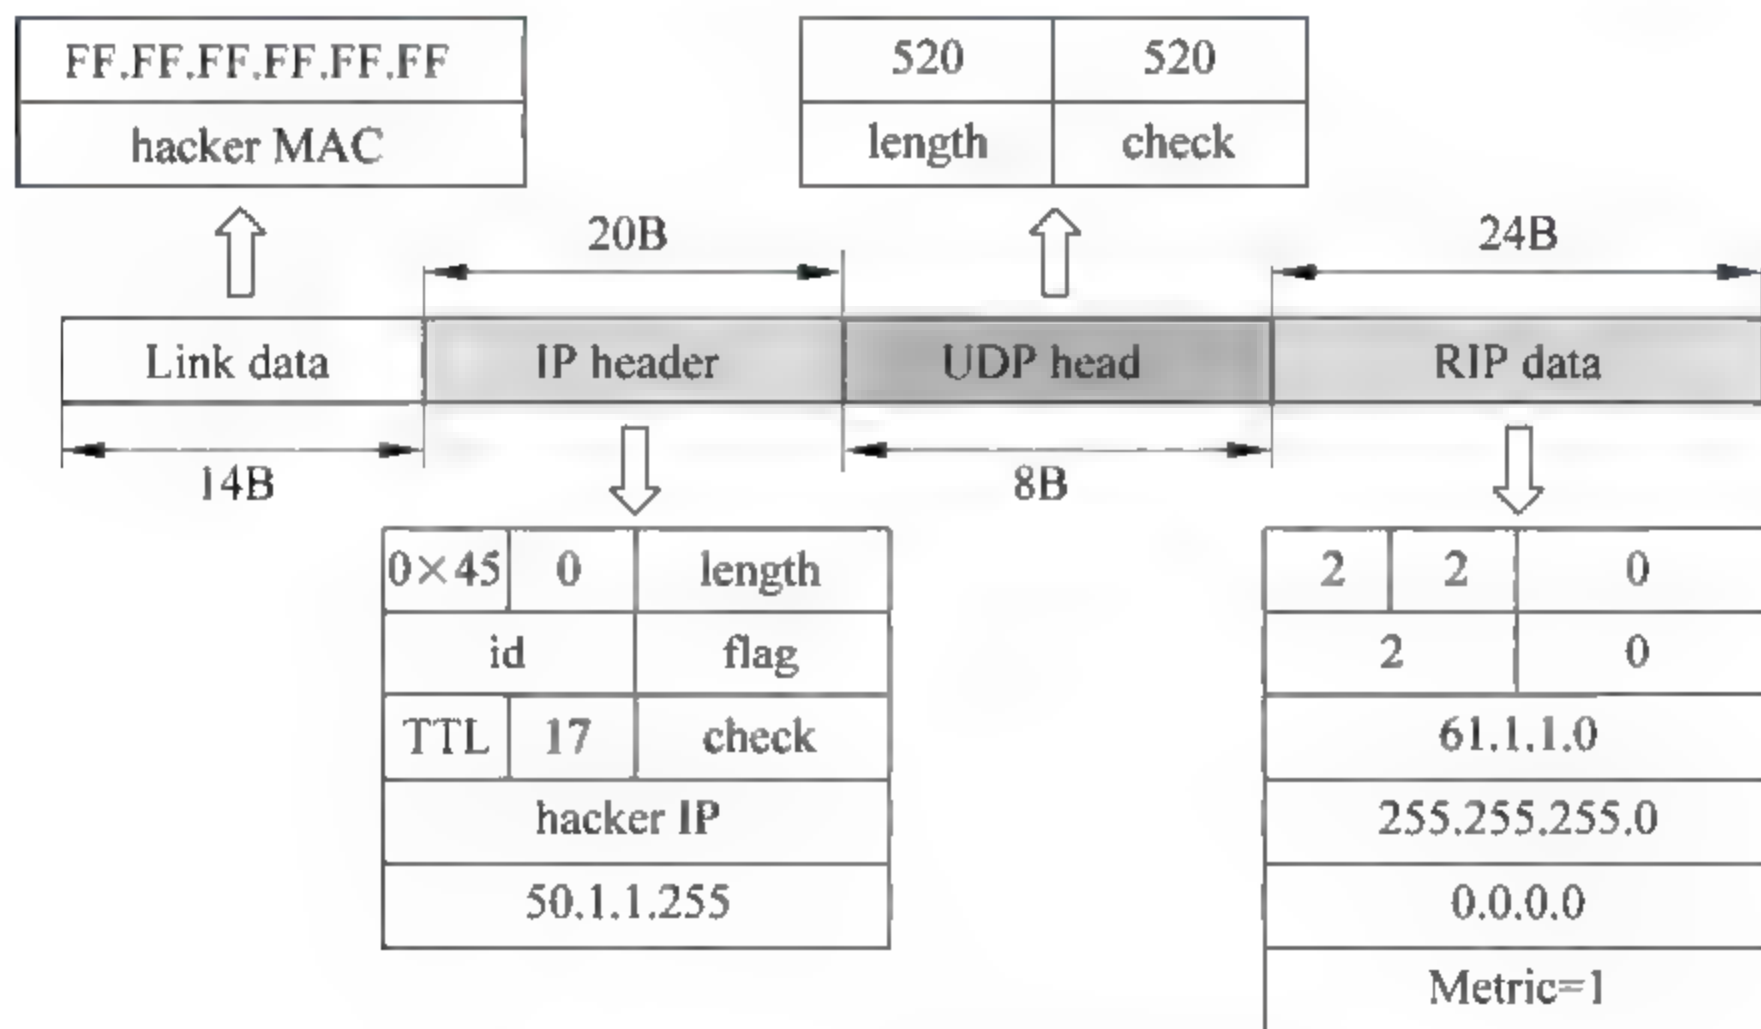 FF.FF.FF.FF.FF.FF
hacker MAC
520 520
length check
20B
24B
Link data
IP header
UDP head
RIP data
14B
8B
0×45 0 length
id flag
TTL 17 check
hacker IP
50.1.1.255
2 2 0
2 0
61.1.1.0
255.255.255.0
0.0.0.0
Metric=1